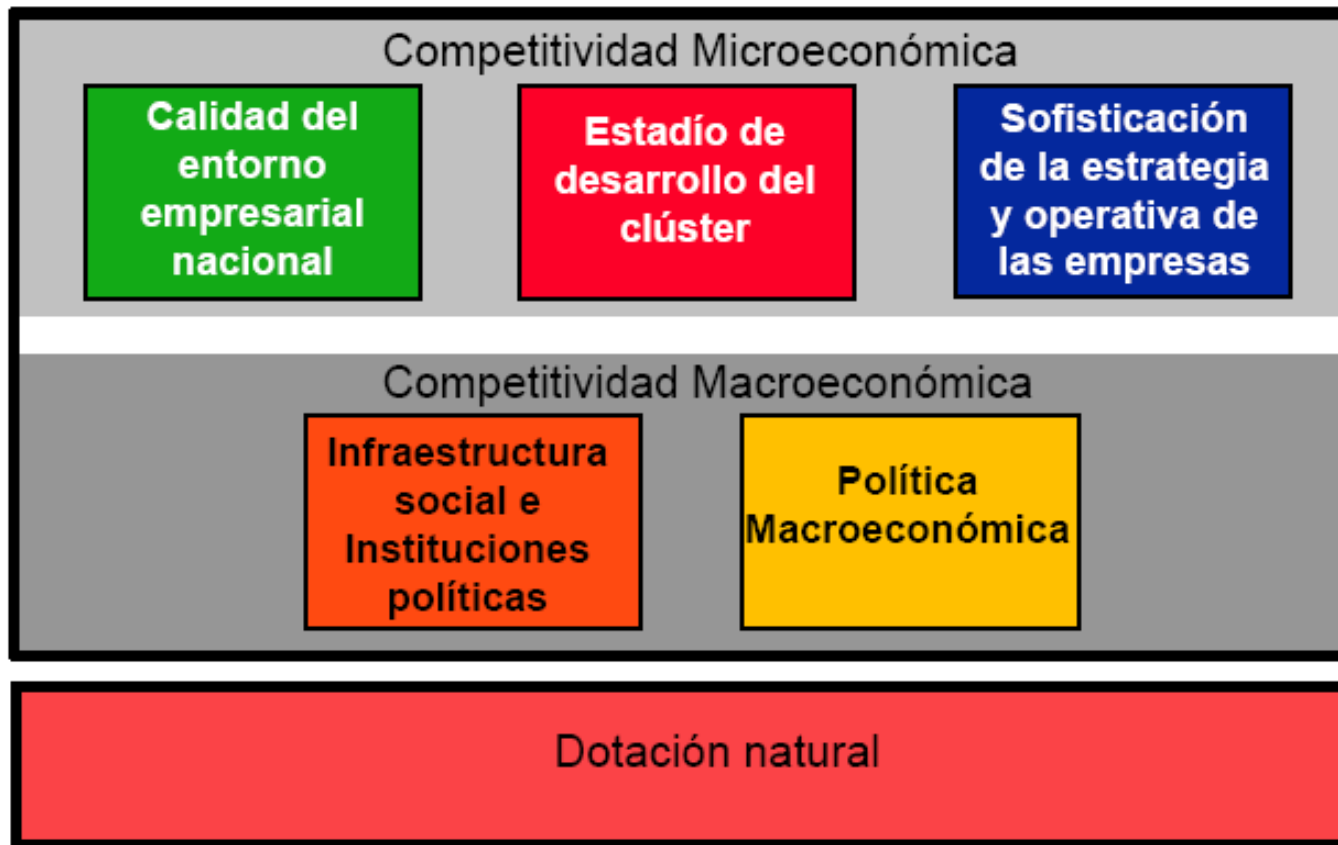 Competitividad Microeconómica
Calidad del
entorno
empresarial
nacional
Estadío de
desarrollo del
clúster
Sofisticación
de la estrategia
y operativa de
las empresas
Competitividad Macroeconómica
Infraestructura
social e
Instituciones
políticas
Política
Macroeconómica
Dotación natural